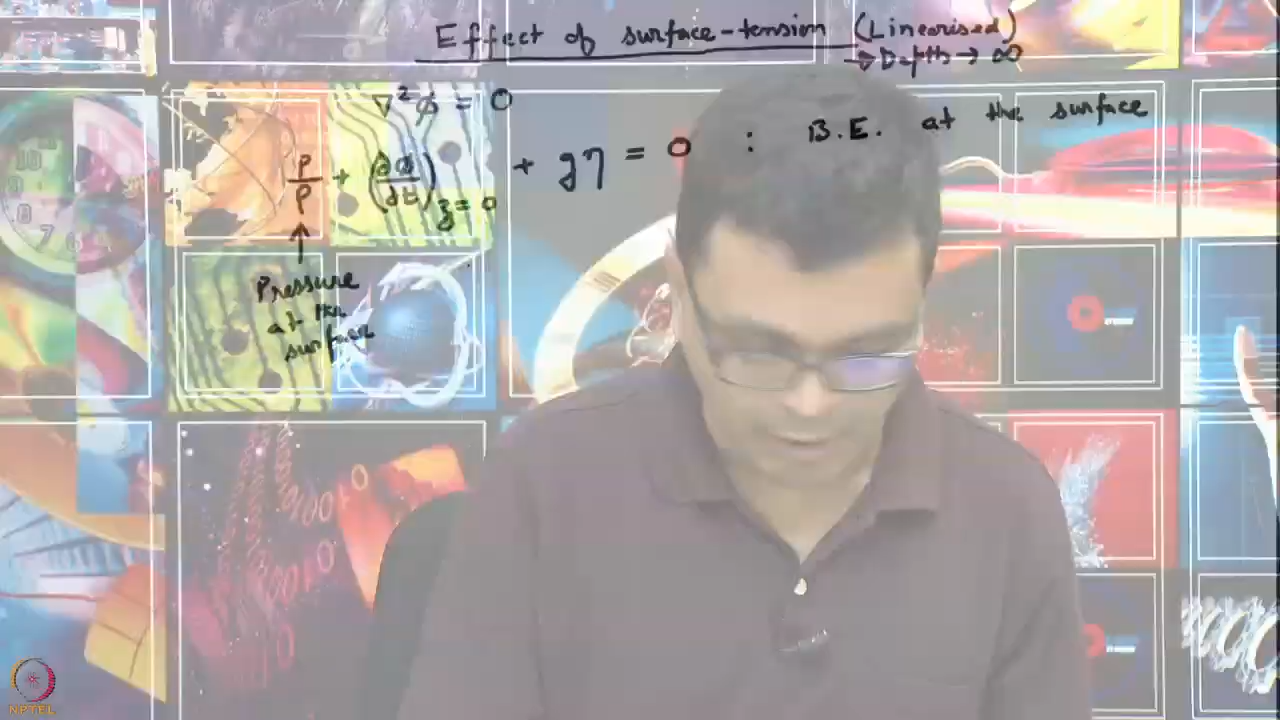 Effect of surface-tension (Linearised)
→ Depth → ∞
∇²φ = 0
p/ρ + (∂φ/∂t)z=0 + gη = 0 : B.E. at the surface
↑
Pressure
at the
surface
NPTEL